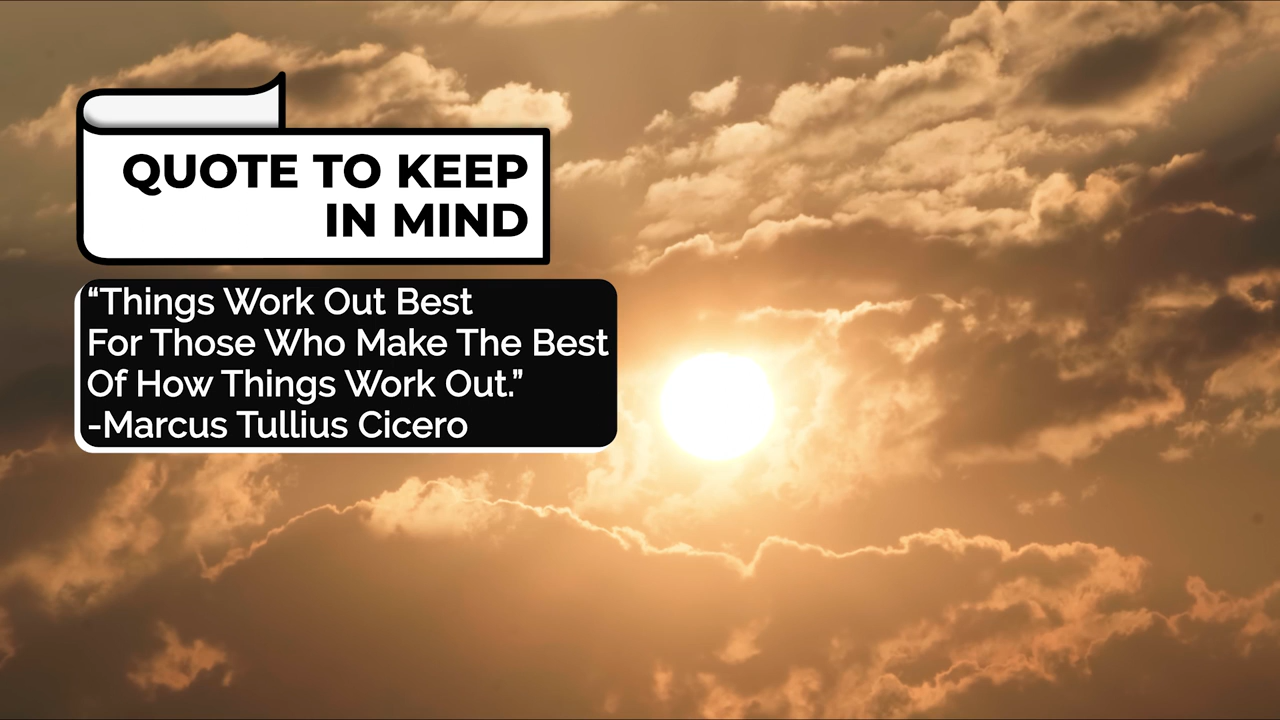 QUOTE TO KEEP
IN MIND
“Things Work Out Best
For Those Who Make The Best
Of How Things Work Out.”
-Marcus Tullius Cicero